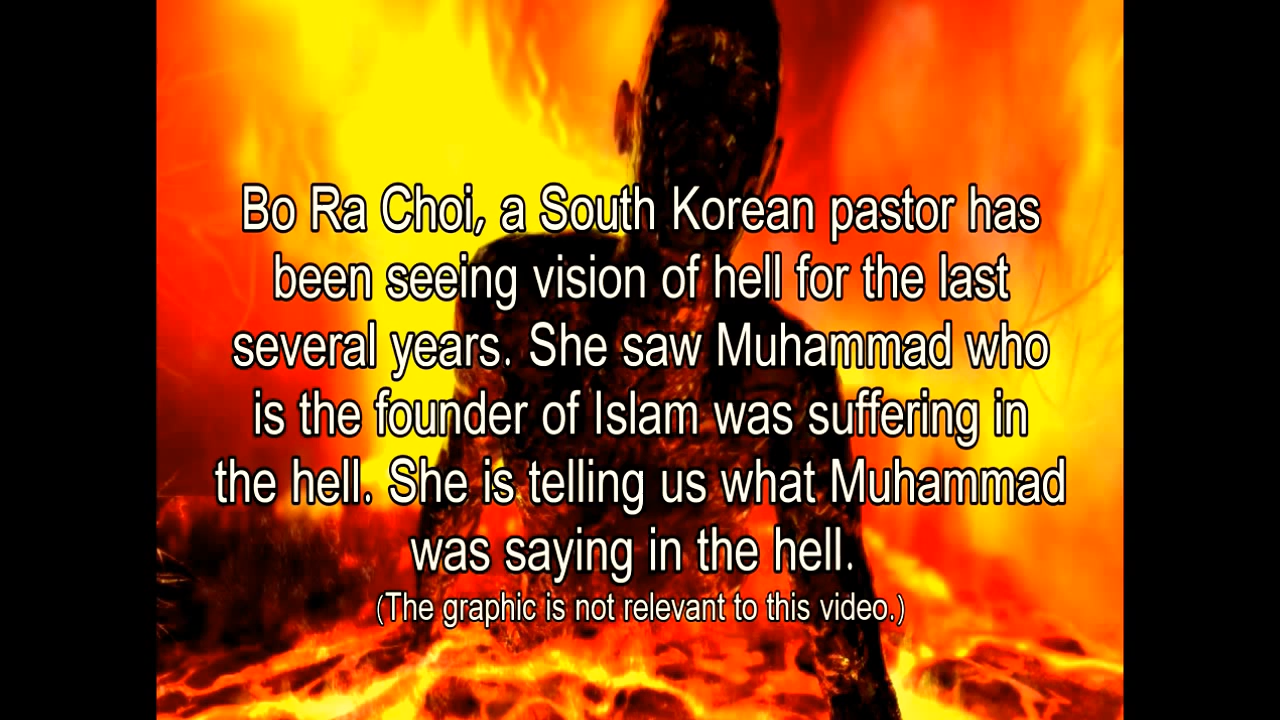 Bo Ra Choi, a South Korean pastor has
been seeing vision of hell for the last
several years. She saw Muhammad who
is the founder of Islam was suffering in
the hell. She is telling us what Muhammad
was saying in the hell.
(The graphic is not relevant to this video.)